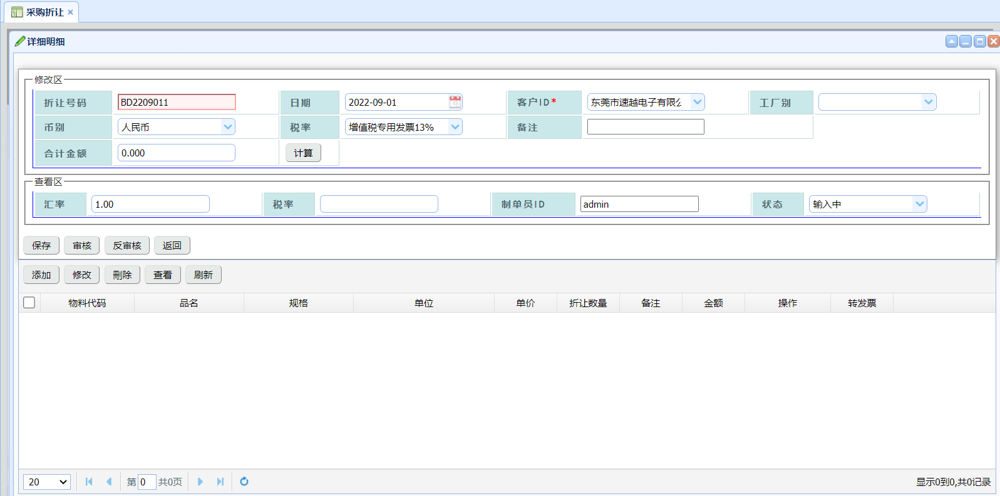 采购折让
详细明细
修改区
折让号码 BD2209011 日期 2022-09-01 客户ID* 东莞市速越电子有限 工厂别
币别 人民币 税率 增值税专用发票13% 备注
合计金额 0.000 计算
查看区
汇率 1.00 税率 制单员ID admin 状态 输入中
保存 审核 反审核 返回
添加 修改 删除 查看 刷新
物料代码 品名 规格 单位 单价 折让数量 备注 金额 操作 转发票
20 第 0 共0页 显示0到0,共0记录